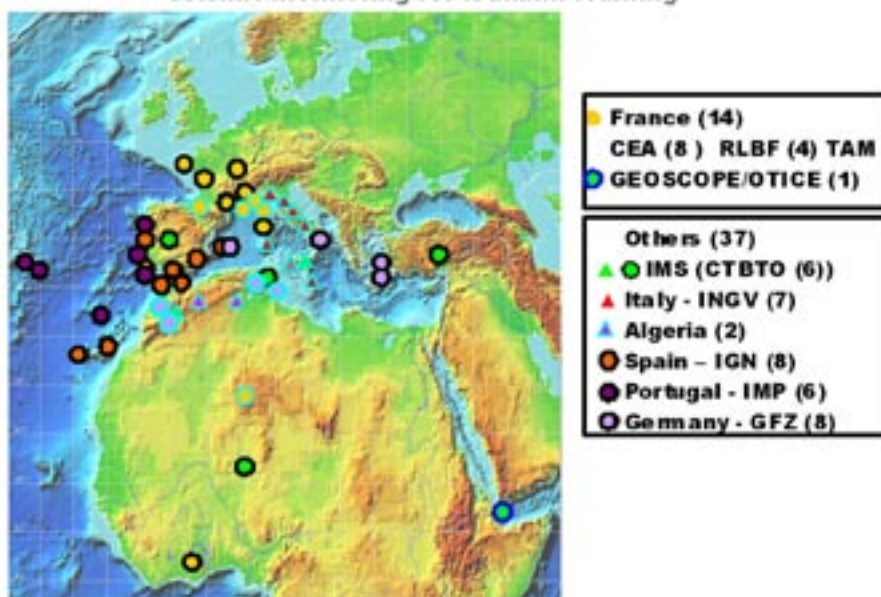 France (14)
CEA (8 ) RLBF (4) TAM
GEOSCOPE/OTICE (1)
Others (37)
IMS (CTBTO (6))
Italy - INGV (7)
Algeria (2)
Spain – IGN (8)
Portugal - IMP (6)
Germany - GFZ (8)